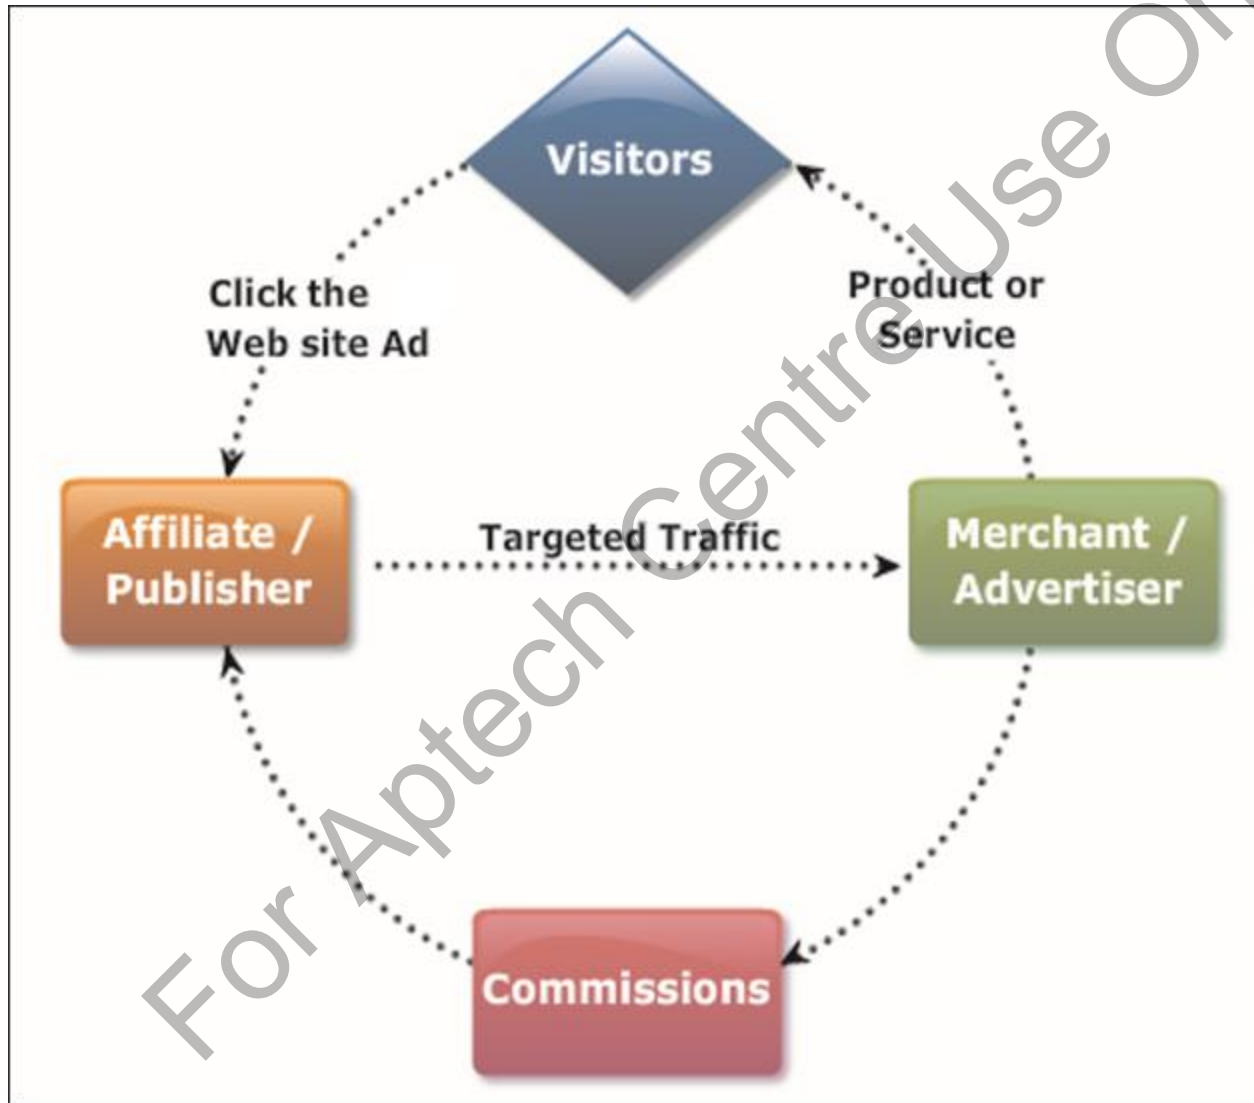 Visitors
Click the
Web site Ad
Product or
Service
Affiliate /
Publisher
Targeted Traffic
Merchant /
Advertiser
Commissions
For Aptech Centre Use